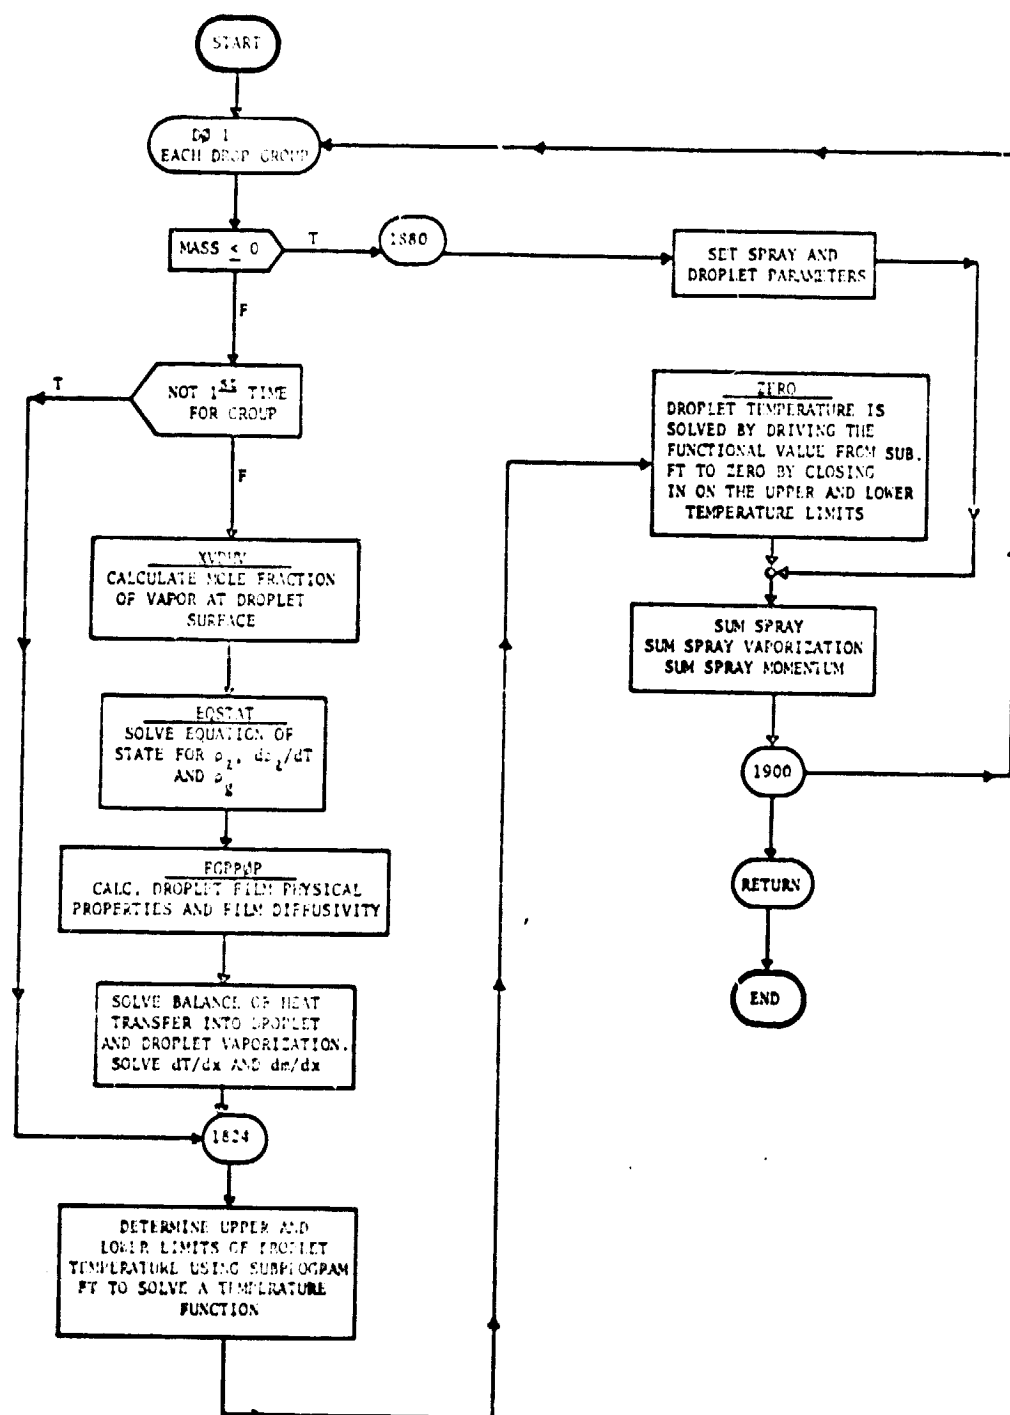 START
DØ 1
EACH DROP GROUP
MASS ≤ 0
T
1880
SET SPRAY AND
DROPLET PARAMETERS
F
T
NOT 1ST TIME
FOR GROUP
F
CALCULATE MOLE FRACTION
OF VAPOR AT DROPLET
SURFACE
EQSTAT
SOLVE EQUATION OF
STATE FOR
AND
CALC. DROPLET FILM PHYSICAL
PROPERTIES AND FILM DIFFUSIVITY
SOLVE BALANCE OF HEAT
TRANSFER INTO DROPLET
AND DROPLET VAPORIZATION.
SOLVE dT/dx AND dm/dx
1824
DETERMINE UPPER AND
LOWER LIMITS OF DROPLET
TEMPERATURE USING SUBPROGRAM
FT TO SOLVE A TEMPERATURE
FUNCTION
ZERO
DROPLET TEMPERATURE IS
SOLVED BY DRIVING THE
FUNCTIONAL VALUE FROM SUB.
FT TO ZERO BY CLOSING
IN ON THE UPPER AND LOWER
TEMPERATURE LIMITS
SUM SPRAY
SUM SPRAY VAPORIZATION
SUM SPRAY MOMENTUM
1900
RETURN
END